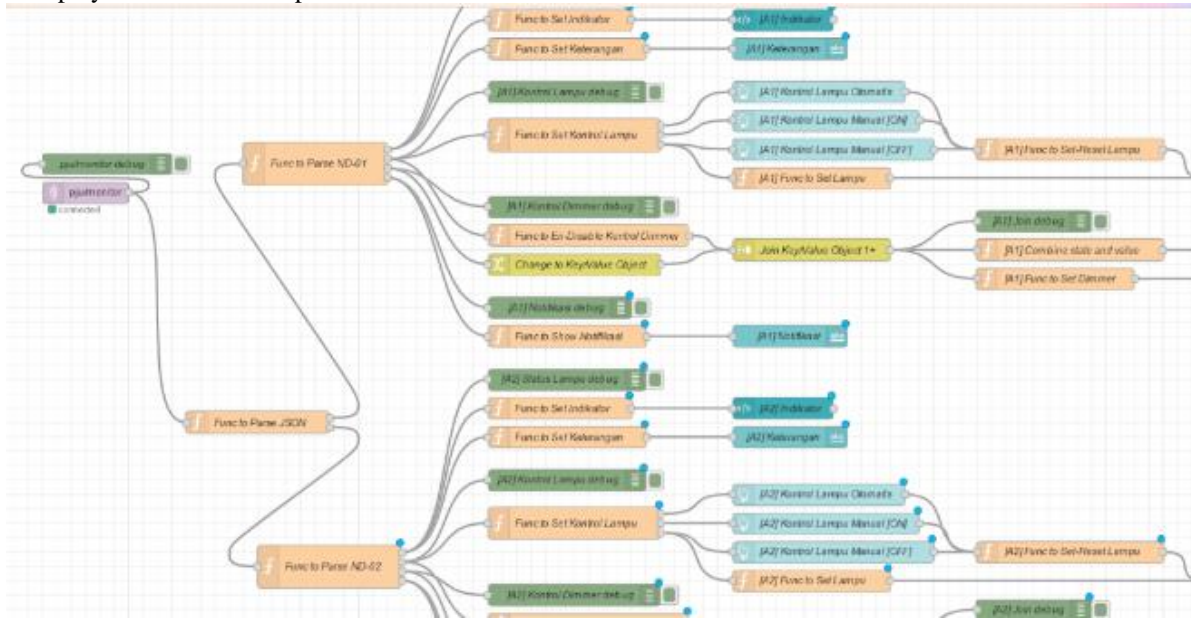 Func to Set Indikator
[A1] Indikator
Func to Set Keterangan
[A1] Keterangan
[A1] Kontrol Lampu debug
[A1] Kontrol Lampu Otomatis
[A1] Kontrol Lampu Manual [ON]
Func to Set Kontrol Lampu
[A1] Kontrol Lampu Manual [OFF]
[A1] Func to Set-Reset Lampu
[A1] Func to Set Lampu
pjudmonitor debug
pjudmonitor
connected
Func to Parse ND-01
[A1] Kontrol Dimmer debug
[A1] Join debug
Func to En-Disable Kontrol Dimmer
Join Key/Value Object 1+
[A1] Combine state and value
Change to Key/Value Object
[A1] Func to Set Dimmer
[A1] Notifikasi debug
Func to Show Notifikasi
[A1] Notifikasi
[A2] Status Lampu debug
Func to Parse JSON
Func to Set Indikator
[A2] Indikator
Func to Set Keterangan
[A2] Keterangan
[A2] Kontrol Lampu debug
[A2] Kontrol Lampu Otomatis
Func to Set Kontrol Lampu
[A2] Kontrol Lampu Manual [ON]
[A2] Kontrol Lampu Manual [OFF]
[A2] Func to Set-Reset Lampu
Func to Parse ND-02
[A2] Func to Set Lampu
[A2] Kontrol Dimmer debug
[A2] Join debug